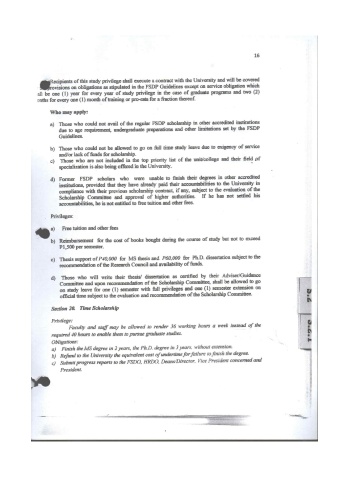 16
Recipients of this study privilege shall execute a contract with the University and will be covered
provisions on obligations as stipulated in the FSDP Guidelines except on service obligation which
be one (1) year for every year of study privilege in the case of graduate programs and two (2)
for every one (1) month of training or pro-rata for a fraction thereof.
Who may apply:
a) Those who could not avail of the regular FSDP scholarship in other accredited institutions
due to age requirement, undergraduate preparations and other limitations set by the FSDP
Guidelines.
b) Those who could not be allowed to go on full time study leave due to exigency of service
and/or lack of funds for scholarship.
c) Those who are not included in the top priority list of the unit/college and their field of
specialization is also being offered in the University.
d) Former FSDP scholars who were unable to finish their degrees in other accredited
institutions, provided that they have already paid their accountabilities to the University in
compliance with their previous scholarship contract, if any, subject to the evaluation of the
Scholarship Committee and approval of higher authorities. If he has not settled his
accountabilities, he is not entitled to free tuition and other fees.
Privileges:
a) Free tuition and other fees
b) Reimbursement for the cost of books bought during the course of study but not to exceed
P1,500 per semester.
c) Thesis support of P40,000 for MS thesis and P60,000 for Ph.D. dissertation subject to the
recommendation of the Research Council and availability of funds.
d) Those who will write their thesis/ dissertation as certified by their Adviser/Guidance
Committee and upon recommendation of the Scholarship Committee, shall be allowed to go
on study leave for one (1) semester with full privileges and one (1) semester extension on
official time subject to the evaluation and recommendation of the Scholarship Committee.
Section 20. Time Scholarship
Privilege:
Faculty and staff may be allowed to render 36 working hours a week instead of the
required 40 hours to enable them to pursue graduate studies.
Obligations:
a) Finish the MS degree in 3 years, the Ph.D. degree in 5 years, without extension.
b) Refund to the University the equivalent cost of undertime for failure to finish the degree.
c) Submit progress reports to the FSDO, HRDO, Deans/Director, Vice President concerned and
President.